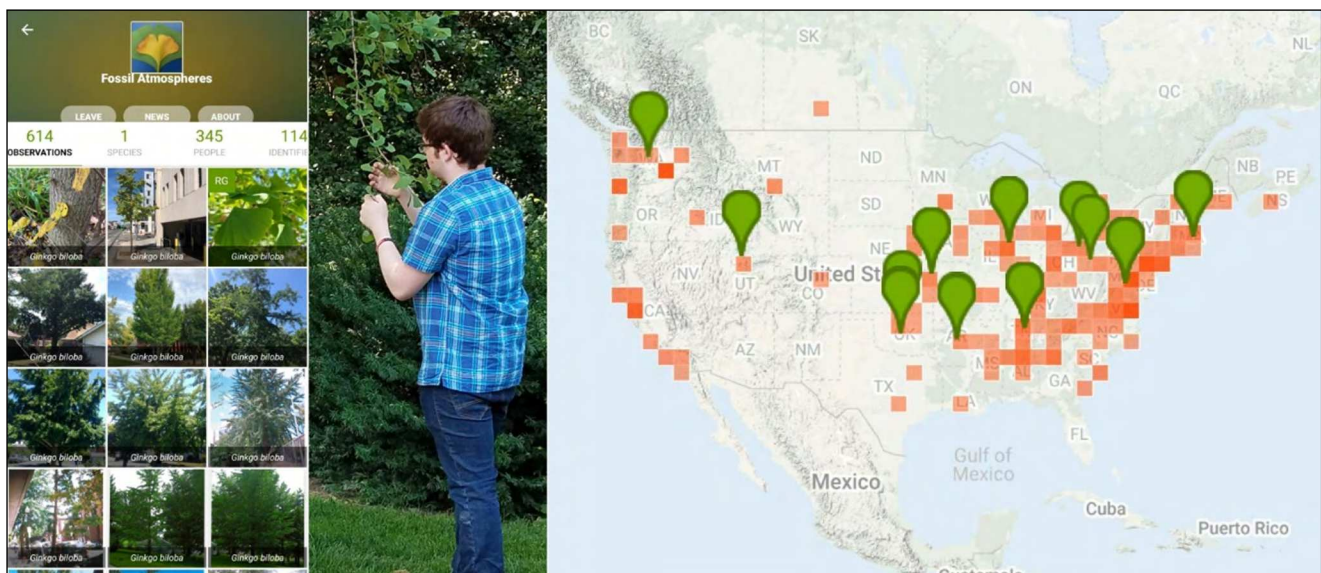 Fossil Atmospheres
LEAVE NEWS ABOUT
614 1 345 114
OBSERVATIONS SPECIES PEOPLE IDENTIFIE
RG
Ginkgo biloba Ginkgo biloba Ginkgo biloba
Ginkgo biloba Ginkgo biloba Ginkgo biloba
Ginkgo biloba Ginkgo biloba Ginkgo biloba
Ginkgo biloba Ginkgo biloba Ginkgo biloba
BC
SK
NL
ON
QC
MT
ND
MN
NB
PE
NS
OR
ID
WY
SD
MI
NE
NV
UT
CO
United St
CA
WV
KY
AZ
NM
OK
NC
SC
MS
AL
GA
TX
LA
FL
Gulf of
Mexico
Mexico
Cuba
Puerto Rico